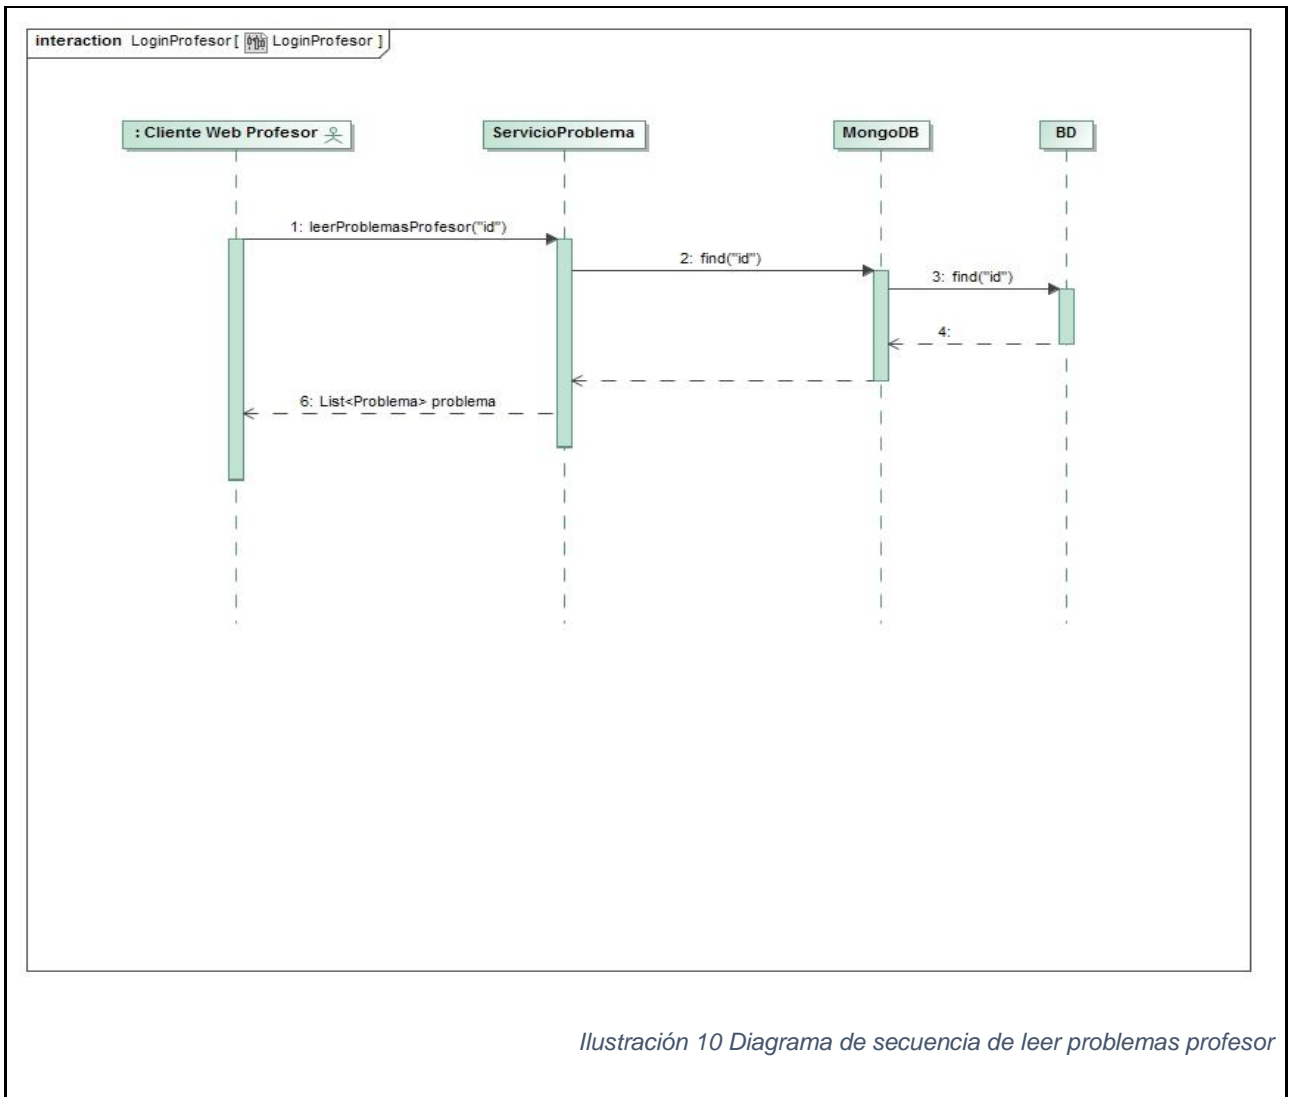 interaction LoginProfesor [ LoginProfesor ]
: Cliente Web Profesor
ServicioProblema
MongoDB
BD
1: leerProblemasProfesor("id")
2: find("id")
3: find("id")
4:
6: List<Problema> problema
Ilustración 10 Diagrama de secuencia de leer problemas profesor